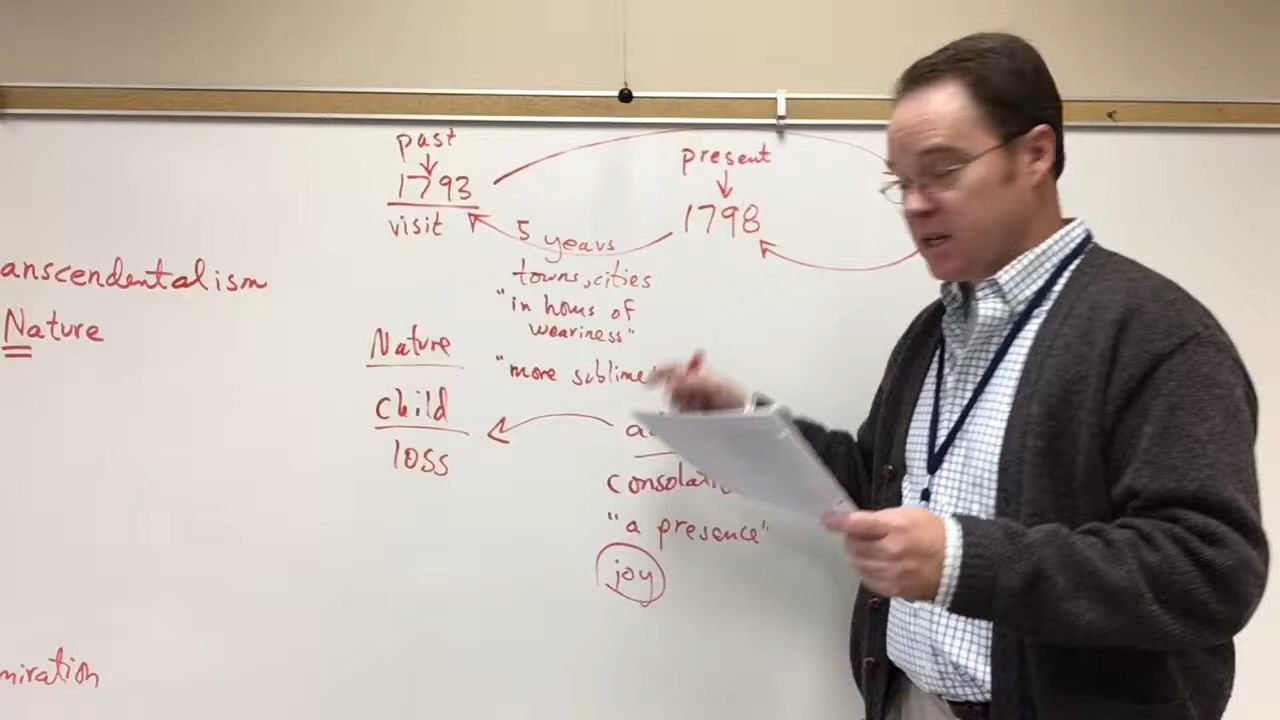 past
1793
visit
present
1798
5 years
towns, cities
"in hours of
weariness"
"more sublime
anscendentalism
Nature
Nature
child
loss
"a presence"
joy
miration